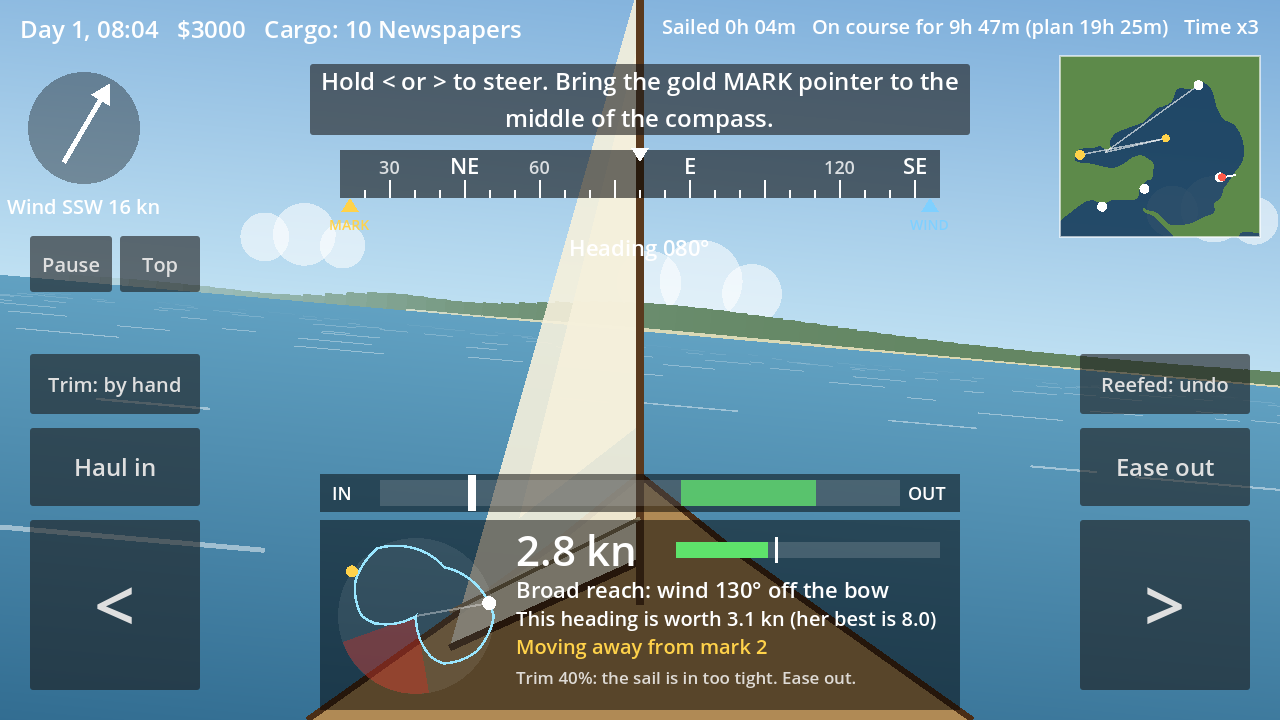 Day 1, 08:04 $3000 Cargo: 10 Newspapers
Sailed 0h 04m On course for 9h 47m (plan 19h 25m) Time x3
Hold < or > to steer. Bring the gold MARK pointer to the
middle of the compass.
30 NE 60 E 120 SE
MARK WIND
Heading 080°
Wind SSW 16 kn
Pause Top
Trim: by hand
Reefed: undo
Haul in
Ease out
IN OUT
2.8 kn
Broad reach: wind 130° off the bow
This heading is worth 3.1 kn (her best is 8.0)
Moving away from mark 2
Trim 40%: the sail is in too tight. Ease out.
< >